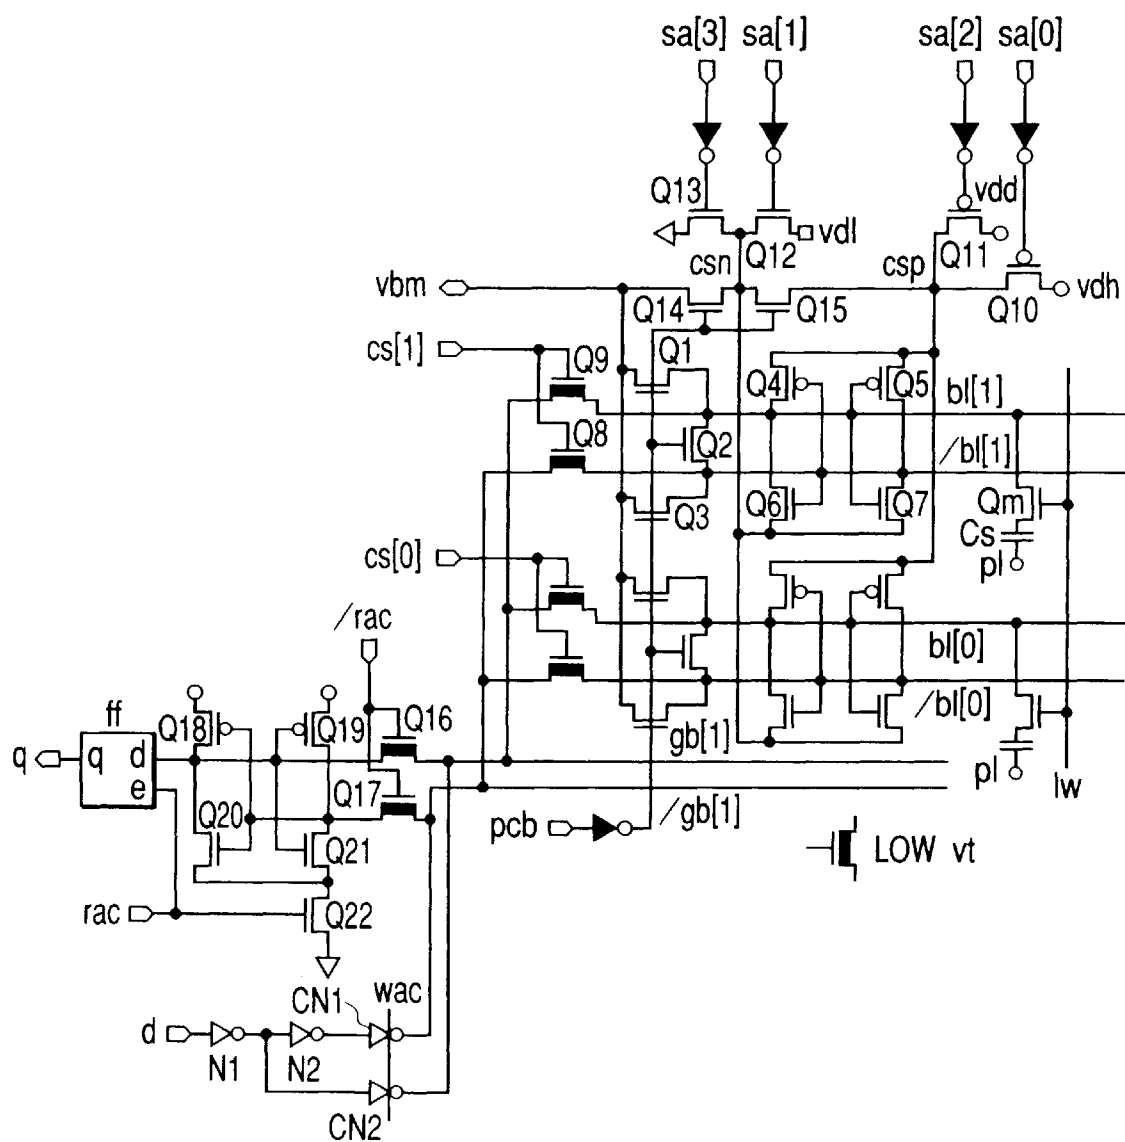 sa[3] sa[1] sa[2] sa[0]
Q13 vdd
vdl
csn Q12 csp Q11
vbm vdh
Q14 Q15 Q10
cs[1] Q9 Q1 Q4 Q5 bl[1]
Q8 Q2 /bl[1]
Q3 Q6 Q7 Qm
cs[0] Cs
pl
/rac
bl[0]
ff Q18 Q19 Q16 /bl[0]
gb[1]
q q d pl
e Q17 lw
Q20 pcb /gb[1]
Q21 LOW vt
rac Q22
CN1 wac
d
N1 N2
CN2